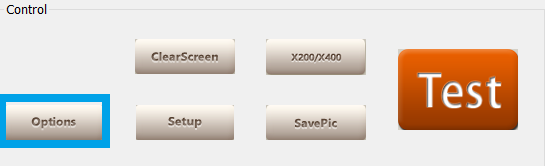 Control
ClearScreen
X200/X400
Test
Options
Setup
SavePic